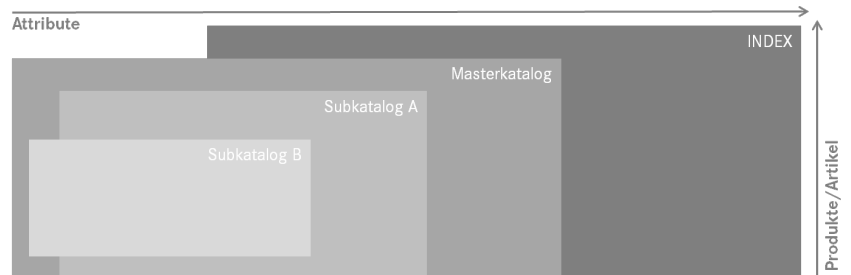 Attribute
INDEX
Masterkatalog
Subkatalog A
Subkatalog B
Produkte/Artikel